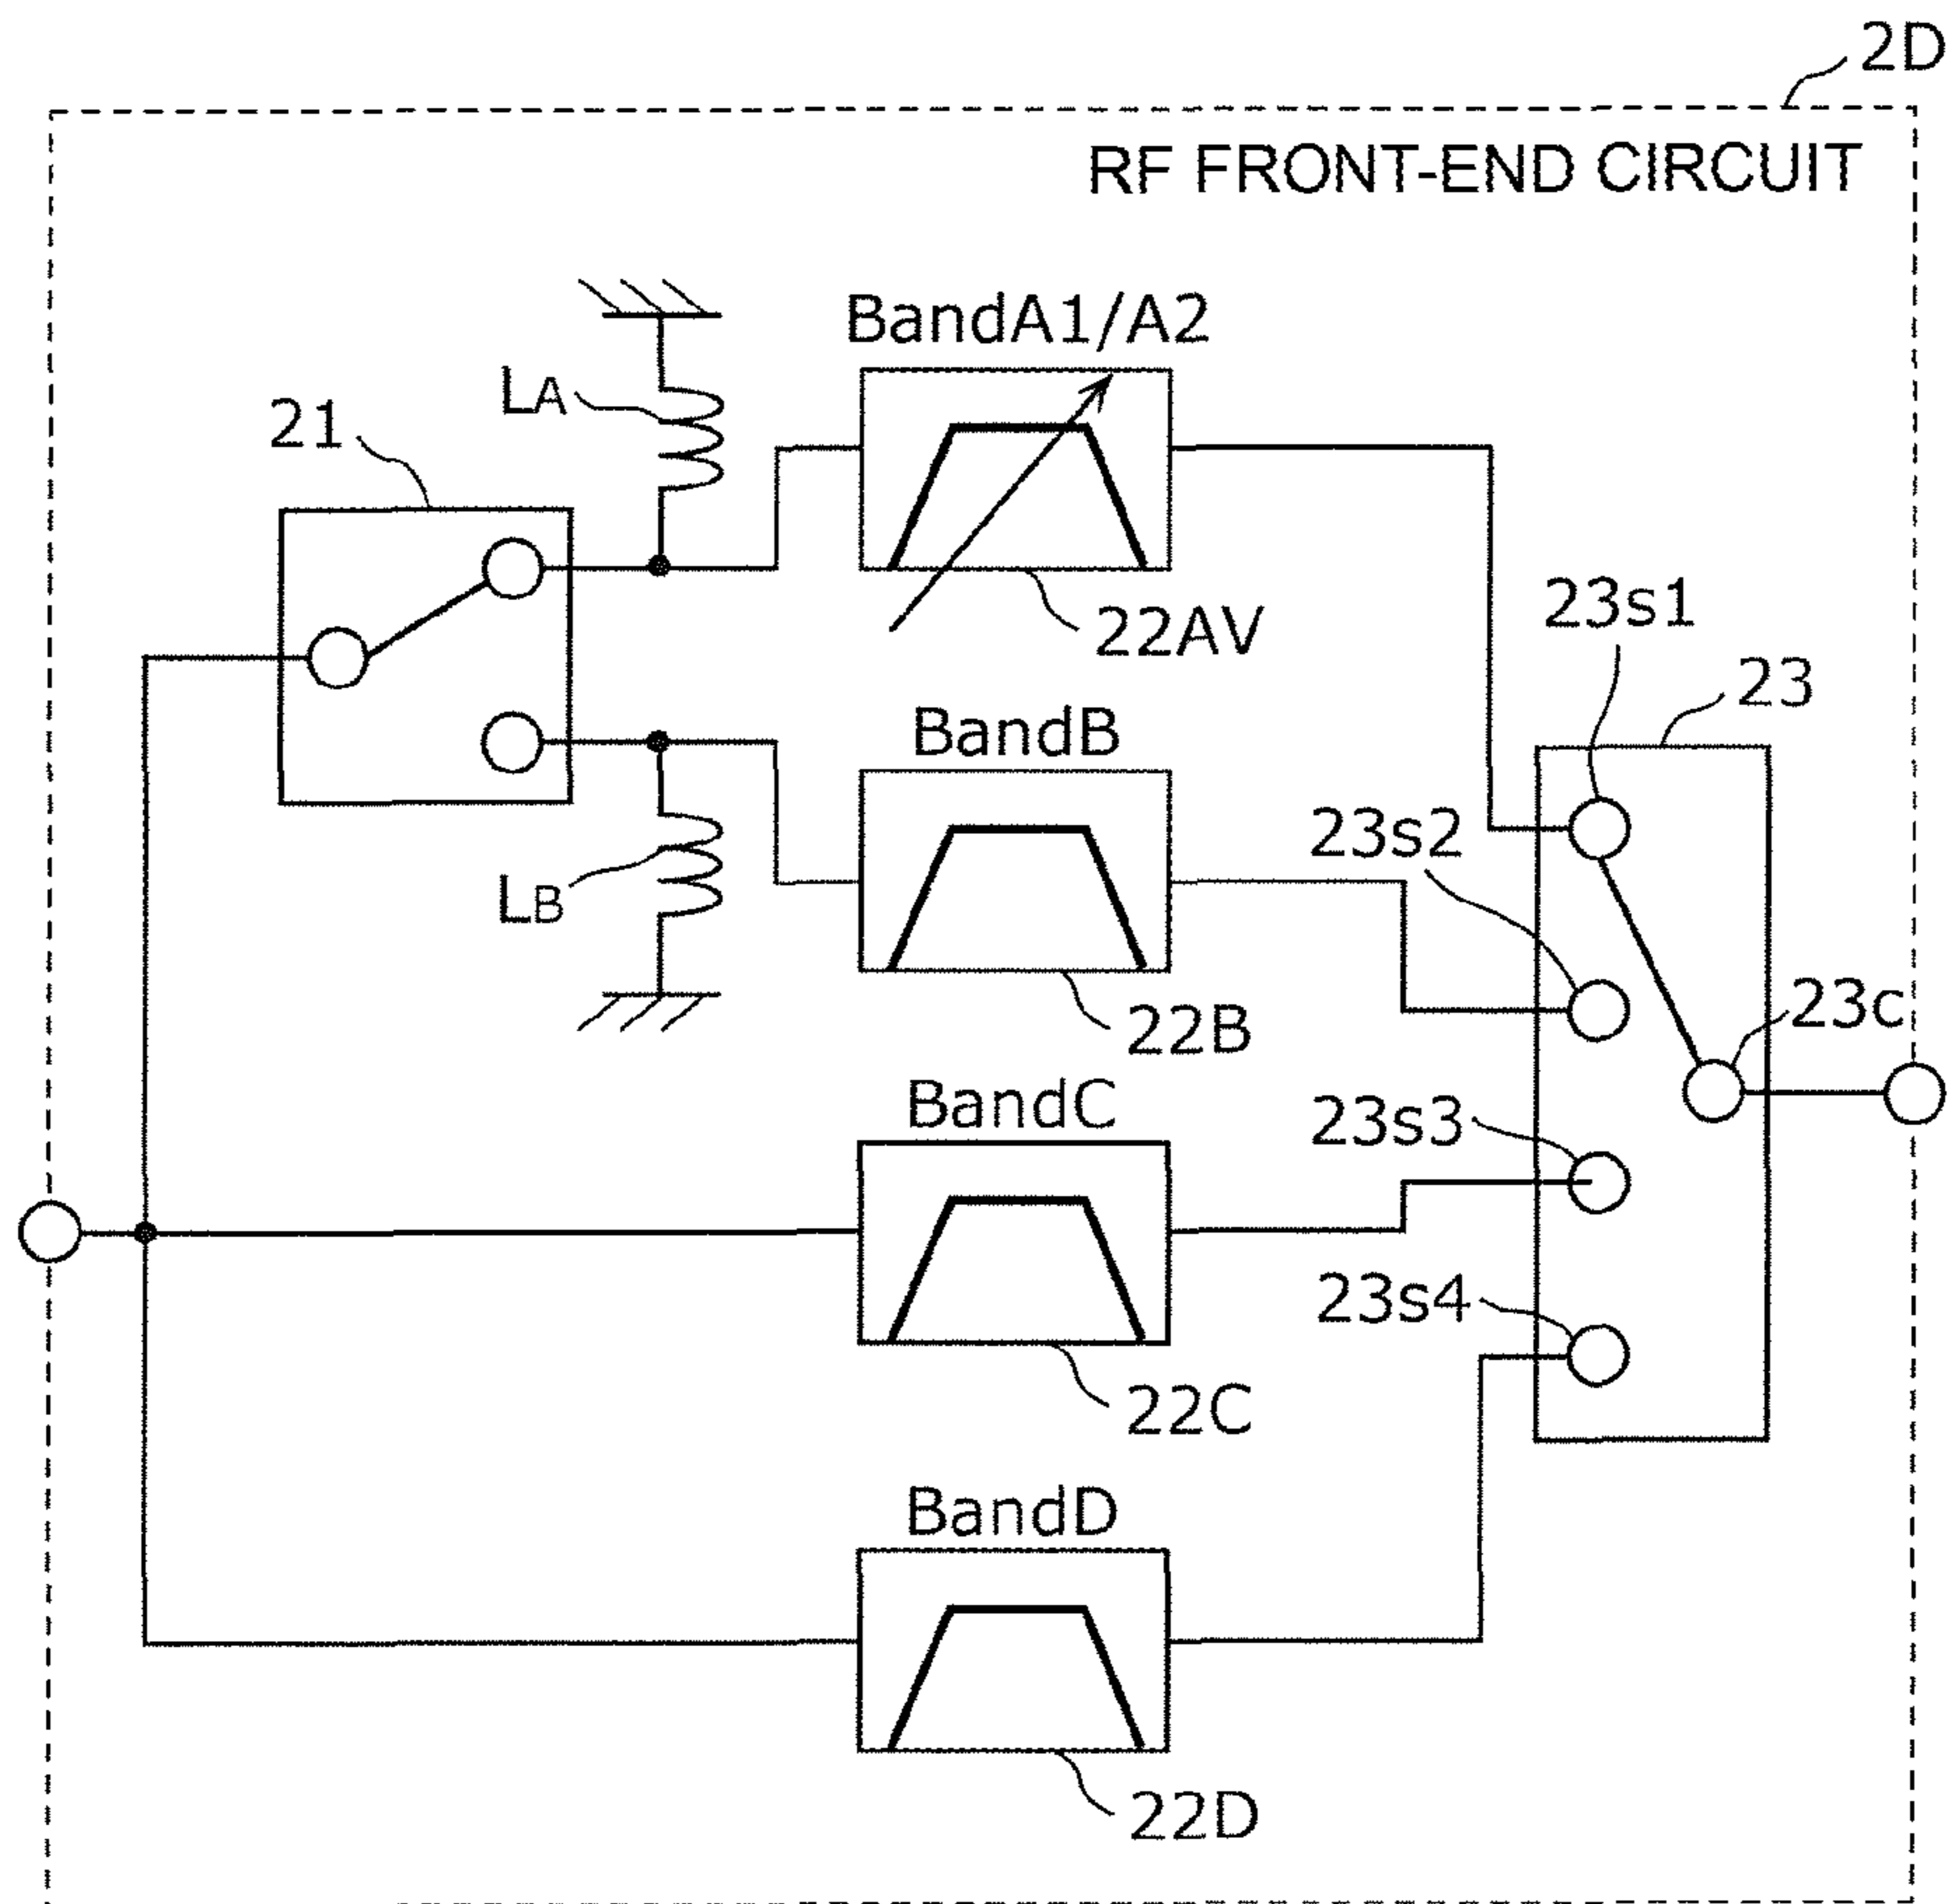 2D
RF FRONT-END CIRCUIT
BandA1/A2
LA
21
23s1
22AV
23
BandB
23s2
LB
23c
22B
BandC
23s3
23s4
22C
BandD
22D